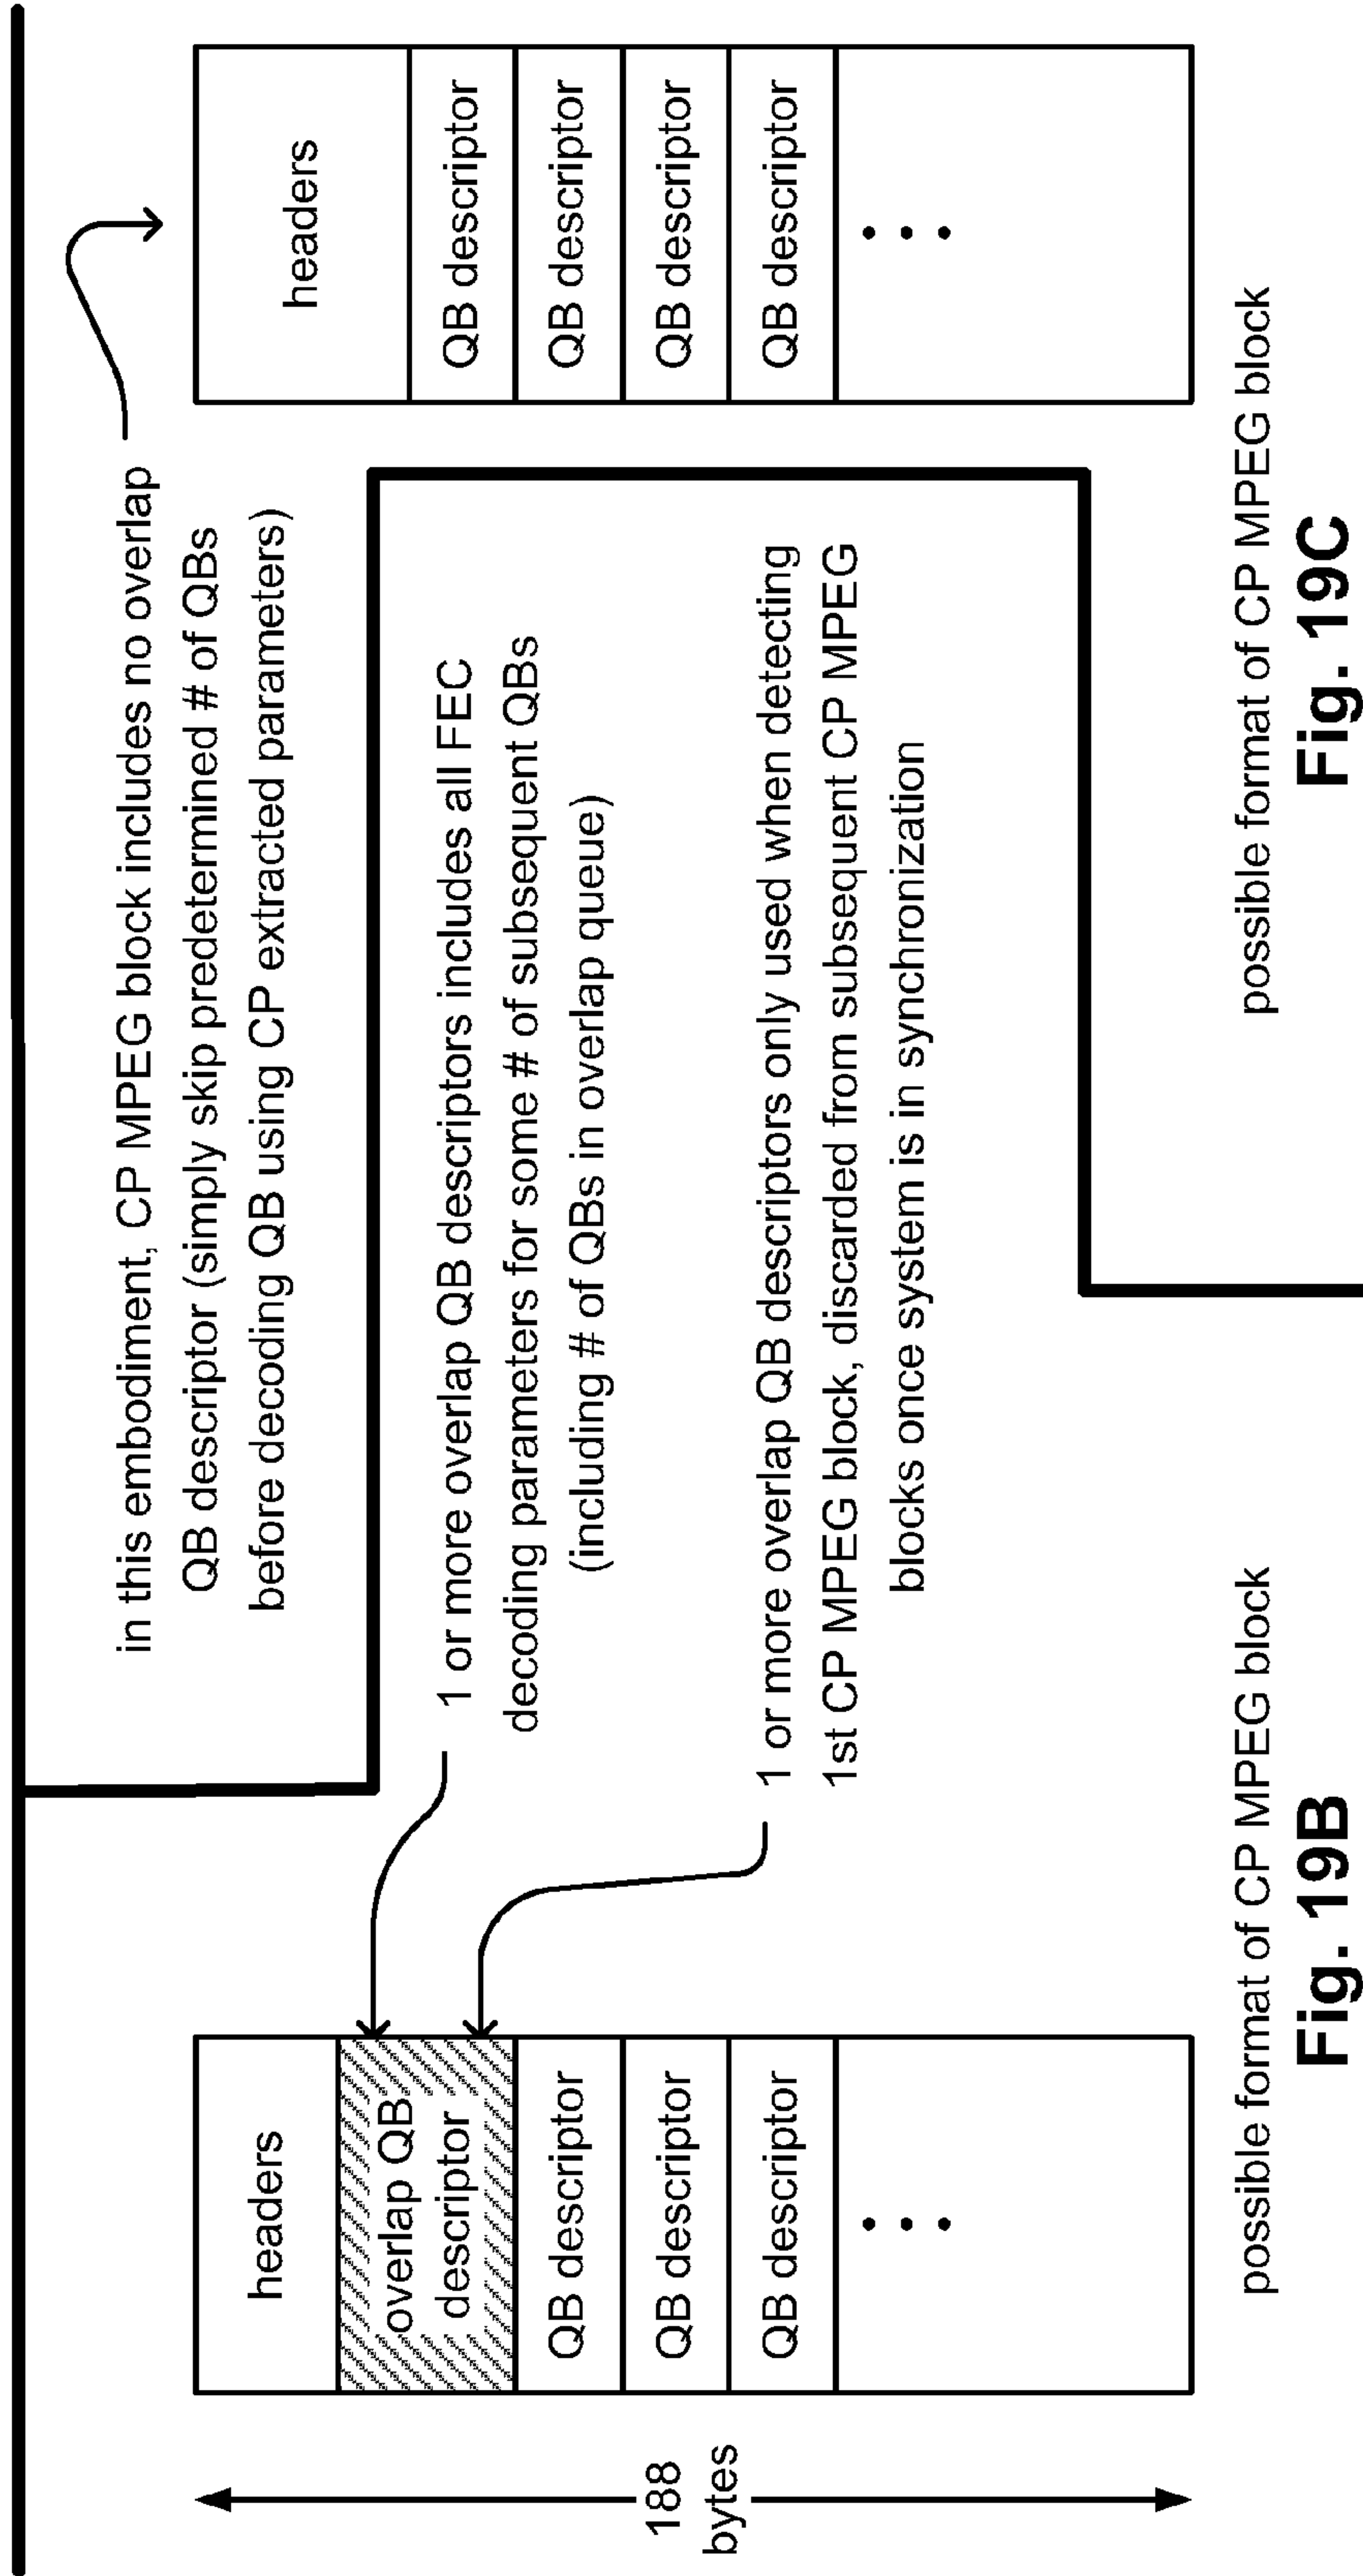 188
bytes
headers
overlap QB
descriptor
QB descriptor
QB descriptor
QB descriptor
1 or more overlap QB descriptors includes all FEC
decoding parameters for some # of subsequent QBs
(including # of QBs in overlap queue)
1 or more overlap QB descriptors only used when detecting
1st CP MPEG block, discarded from subsequent CP MPEG
blocks once system is in synchronization
possible format of CP MPEG block
Fig. 19B
in this embodiment, CP MPEG block includes no overlap
QB descriptor (simply skip predetermined # of QBs
before decoding QB using CP extracted parameters)
headers
QB descriptor
QB descriptor
QB descriptor
QB descriptor
possible format of CP MPEG block
Fig. 19C